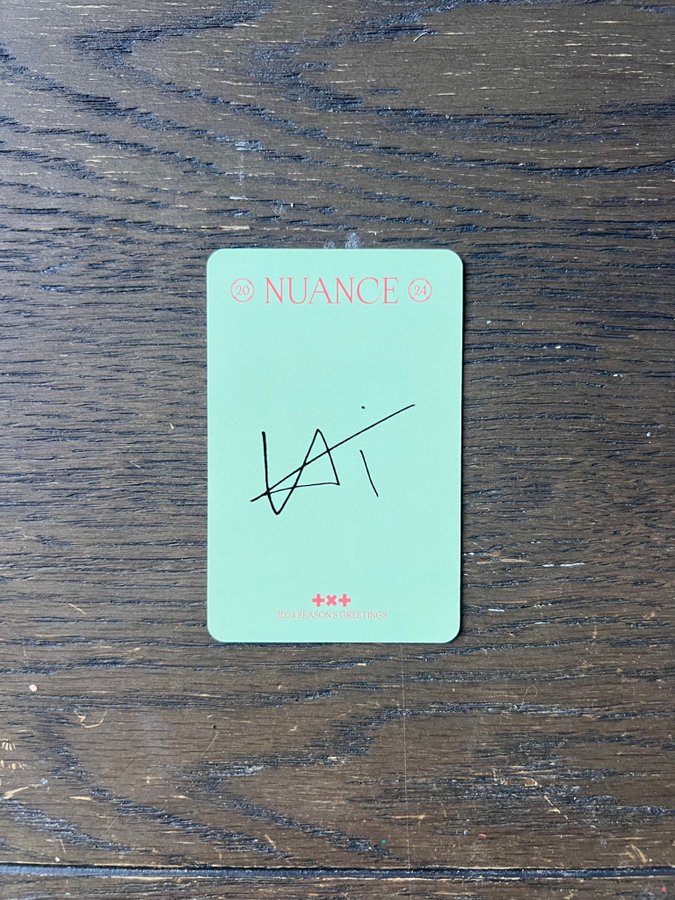 20 NUANCE 24
Kai
+×+
2024 SEASON'S GREETINGS